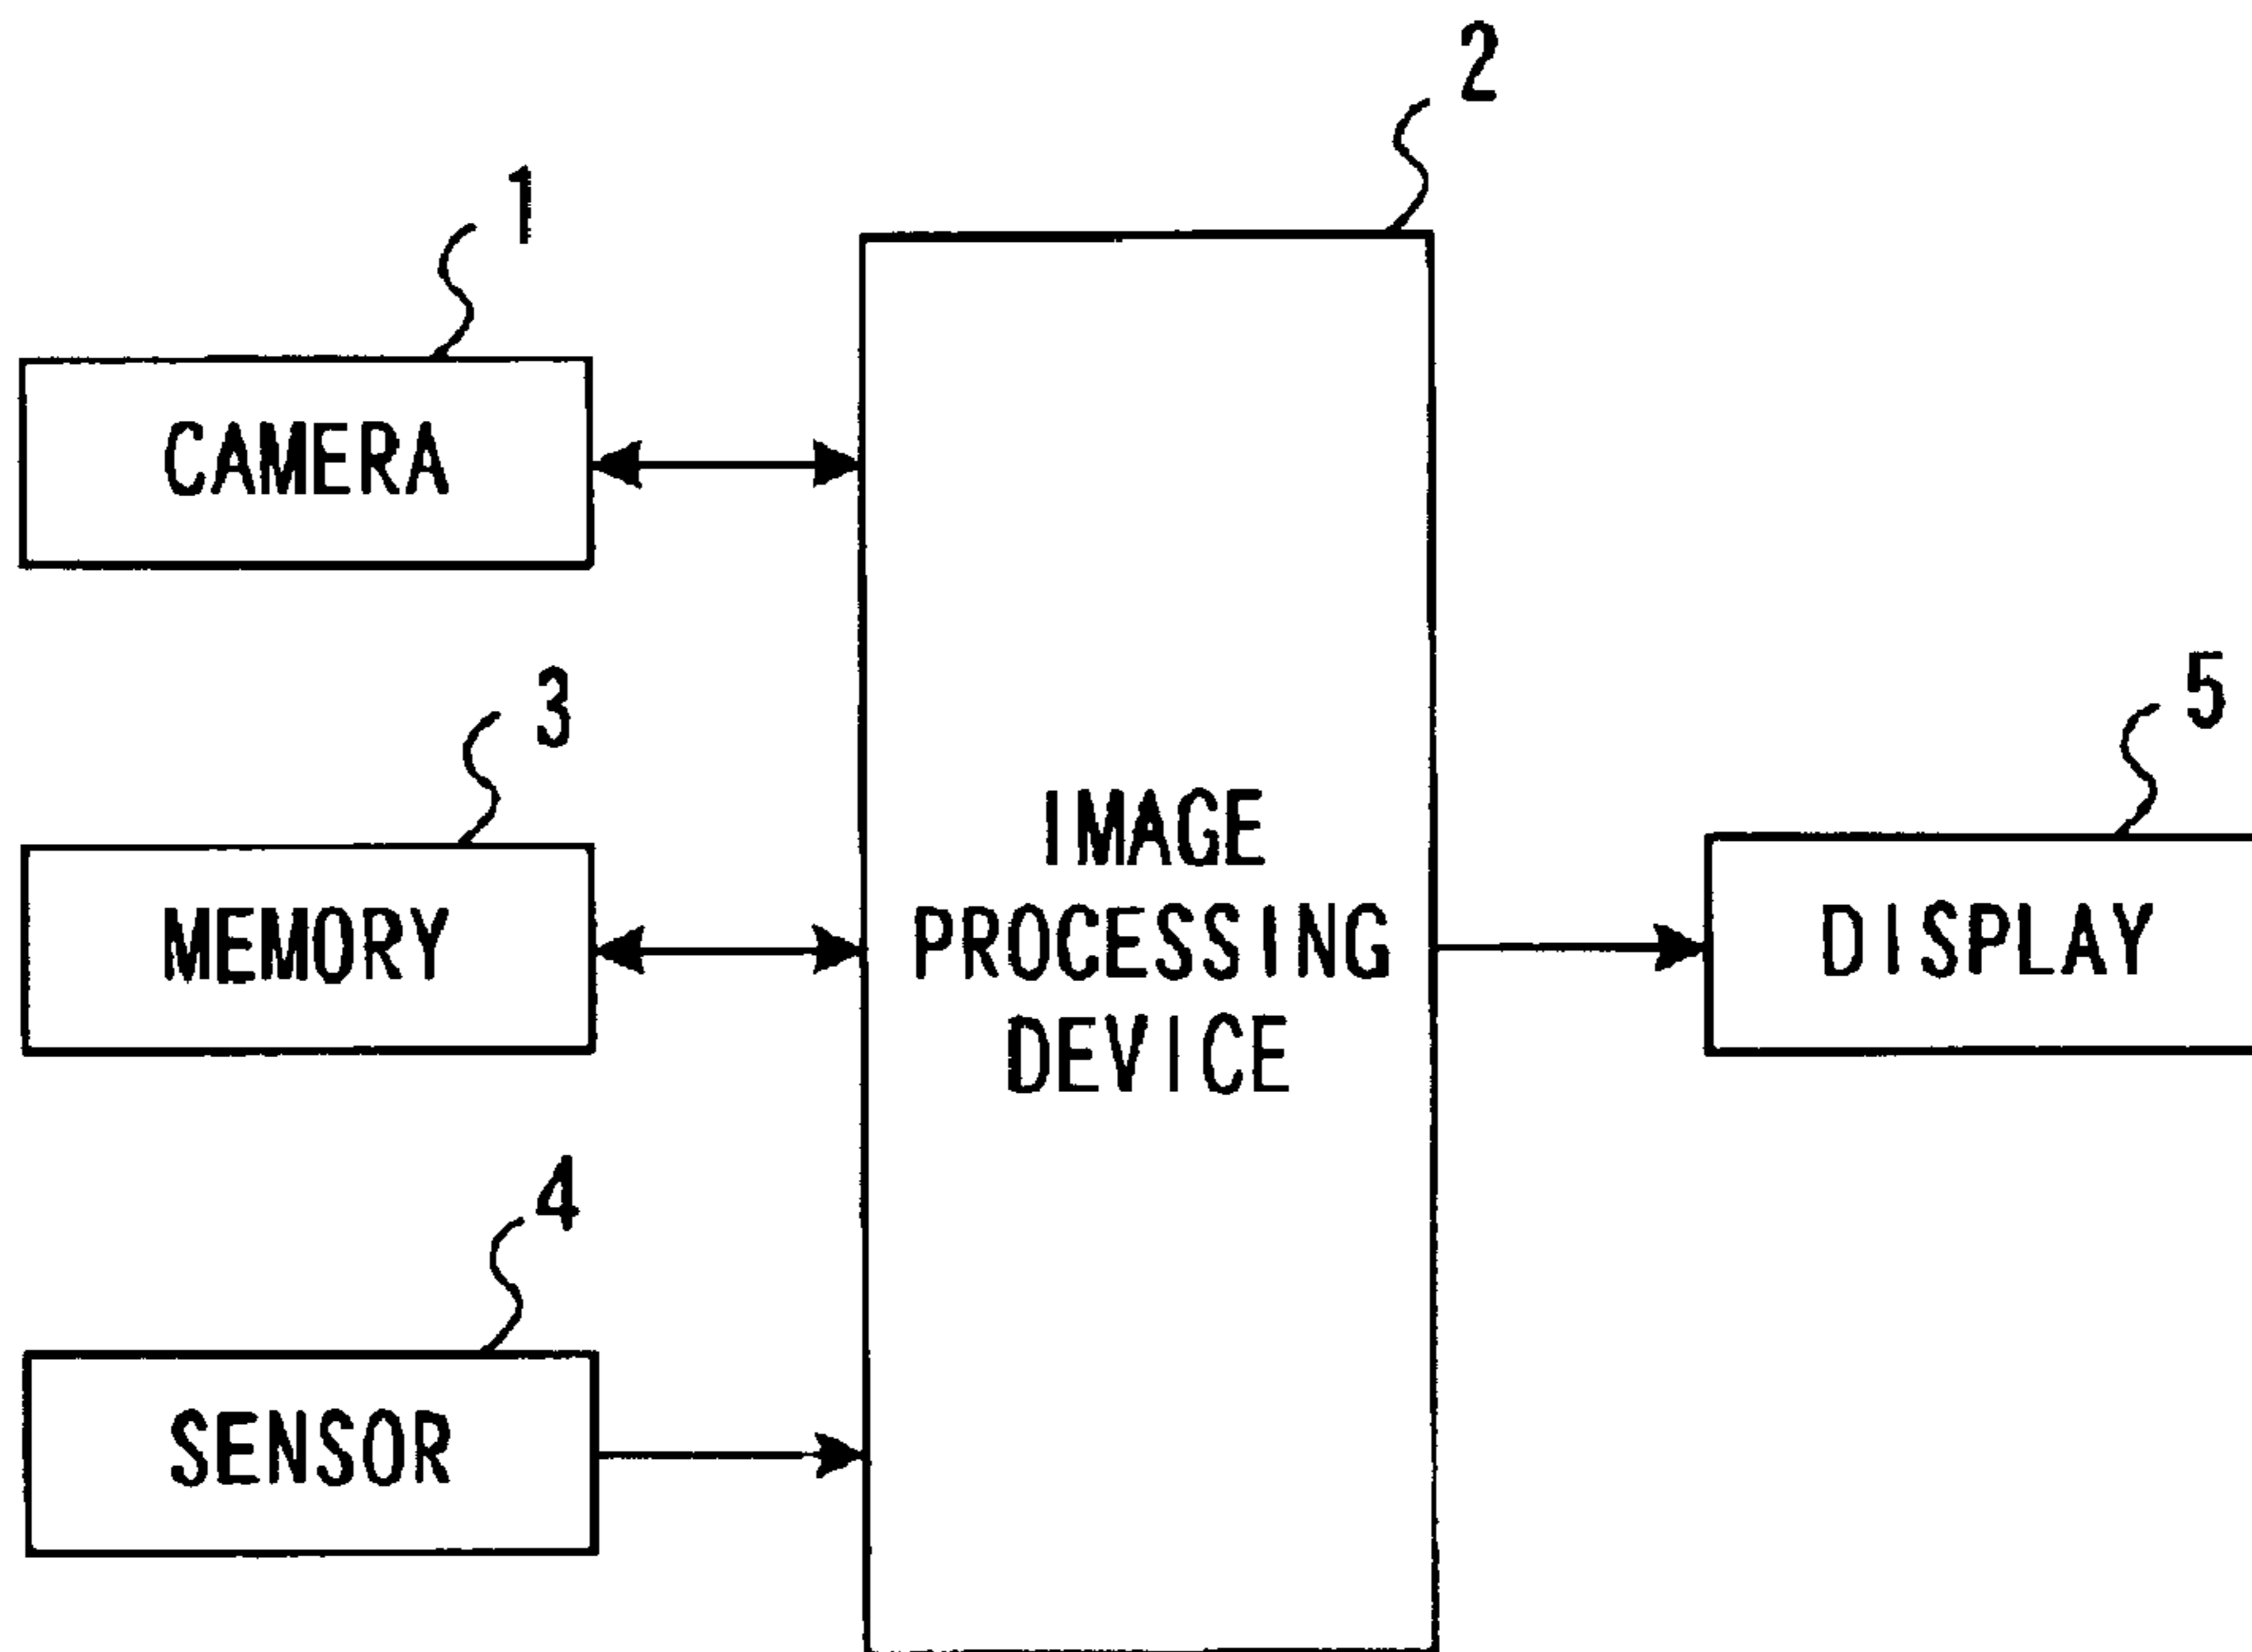 2
1
CAMERA
3
5
MEMORY
IMAGE
PROCESSING
DEVICE
DISPLAY
4
SENSOR